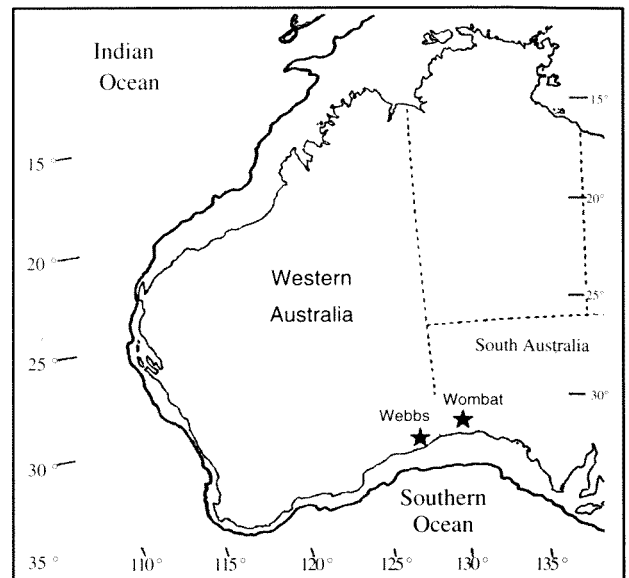 Indian
Ocean
15°
15°
20°
20°
Western
Australia
25°
South Australia
25°
30°
Webbs
Wombat
30°
Southern
Ocean
35°
110°
115°
120°
125°
130°
135°